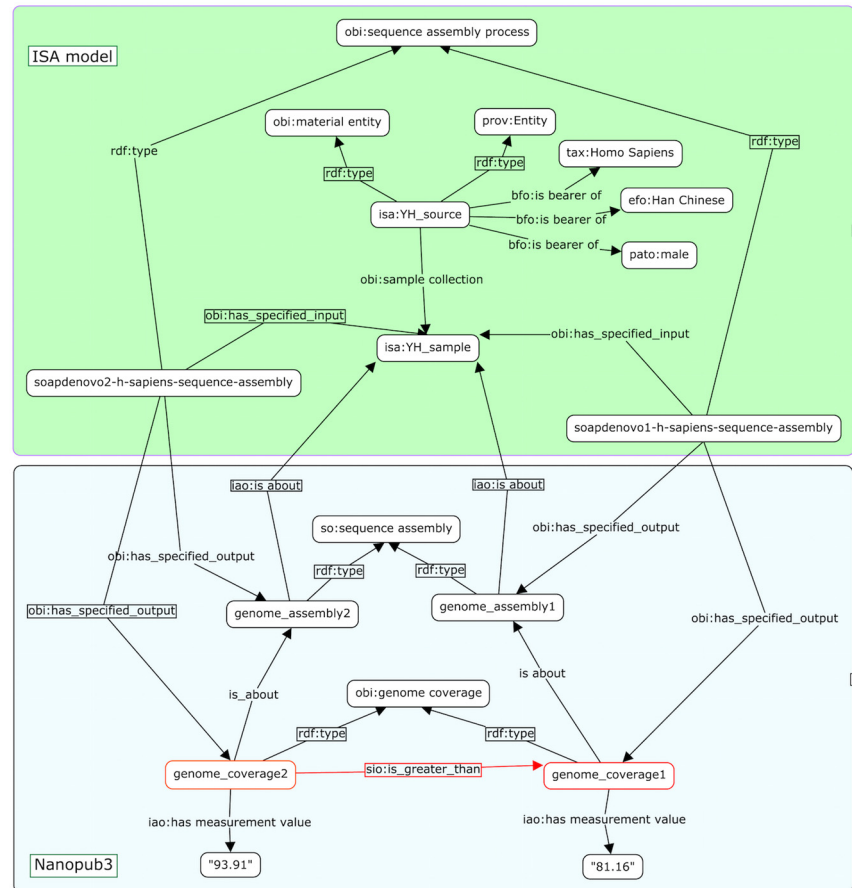 obi:sequence assembly process
ISA model
obi:material entity
prov:Entity
rdf:type
tax:Homo Sapiens
rdf:type
rdf:type
rdf:type
bfo:is bearer of
efo:Han Chinese
isa:YH_source
bfo:is bearer of
bfo:is bearer of
pato:male
obi:sample collection
obi:has_specified_input
obi:has_specified_input
isa:YH_sample
soapdenovo2-h-sapiens-sequence-assembly
soapdenovo1-h-sapiens-sequence-assembly
iao:is about
iao:is about
so:sequence assembly
obi:has_specified_output
obi:has_specified_output
rdf:type
rdf:type
genome_assembly2
genome_assembly1
obi:has_specified_output
obi:has_specified_output
is_about
is about
obi:genome coverage
rdf:type
rdf:type
genome_coverage2
sio:is_greater_than
genome_coverage1
iao:has measurement value
iao:has measurement value
Nanopub3
"93.91"
"81.16"